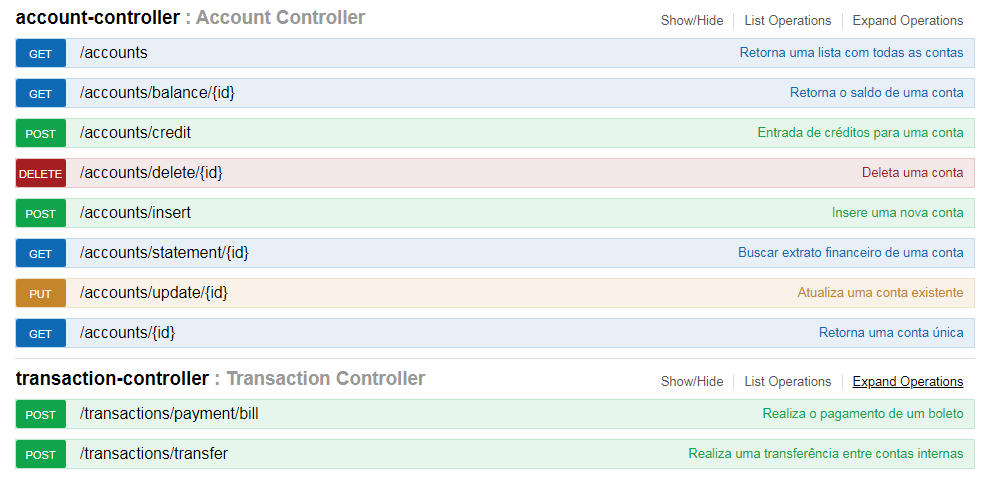 account-controller : Account Controller Show/Hide List Operations Expand Operations
GET /accounts Retorna uma lista com todas as contas
GET /accounts/balance/{id} Retorna o saldo de uma conta
POST /accounts/credit Entrada de créditos para uma conta
DELETE /accounts/delete/{id} Deleta uma conta
POST /accounts/insert Insere uma nova conta
GET /accounts/statement/{id} Buscar extrato financeiro de uma conta
PUT /accounts/update/{id} Atualiza uma conta existente
GET /accounts/{id} Retorna uma conta única
transaction-controller : Transaction Controller Show/Hide List Operations Expand Operations
POST /transactions/payment/bill Realiza o pagamento de um boleto
POST /transactions/transfer Realiza uma transferência entre contas internas